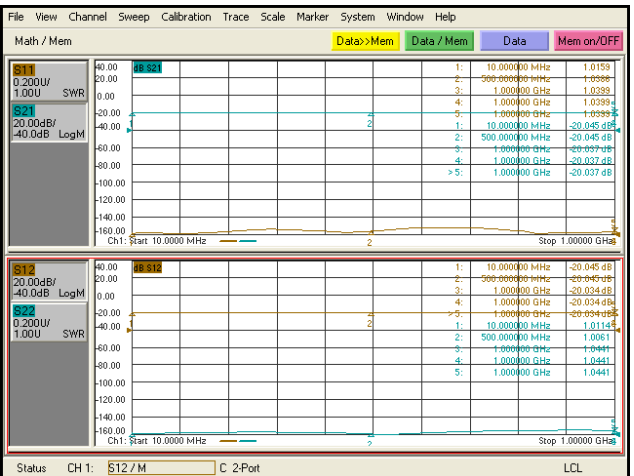 File View Channel Sweep Calibration Trace Scale Marker System Window Help
Math / Mem Data>>Mem Data / Mem Data Mem on/OFF
S11
0.200U/
1.00U SWR
S21
20.00dB/
-40.0dB LogM
40.00 dB S21
20.00
0.00
-20.00
-40.00
-60.00
-80.00
-100.00
-120.00
-140.00
-160.00
1: 10.000000 MHz 1.0159
2: 500.000000 MHz 1.0386
3: 1.000000 GHz 1.0399
4: 1.000000 GHz 1.0399
5: 1.000000 GHz 1.0399
1: 10.000000 MHz -20.045 dB
2: 500.000000 MHz -20.045 dB
3: 1.000000 GHz -20.037 dB
4: 1.000000 GHz -20.037 dB
>5: 1.000000 GHz -20.037 dB
1 2
2
Ch1: Start 10.0000 MHz Stop 1.00000 GHz
S12
20.00dB/
-40.0dB LogM
S22
0.200U/
1.00U SWR
40.00 dB S12
20.00
0.00
-20.00
-40.00
-60.00
-80.00
-100.00
-120.00
-140.00
-160.00
1: 10.000000 MHz -20.045 dB
2: 500.000000 MHz -20.045 dB
3: 1.000000 GHz -20.034 dB
4: 1.000000 GHz -20.034 dB
>5: 1.000000 GHz -20.034 dB
1: 10.000000 MHz 1.0114
2: 500.000000 MHz 1.0061
3: 1.000000 GHz 1.0441
4: 1.000000 GHz 1.0441
5: 1.000000 GHz 1.0441
1 2
2
Ch1: Start 10.0000 MHz Stop 1.00000 GHz
Status CH 1: S12 / M C 2-Port LCL